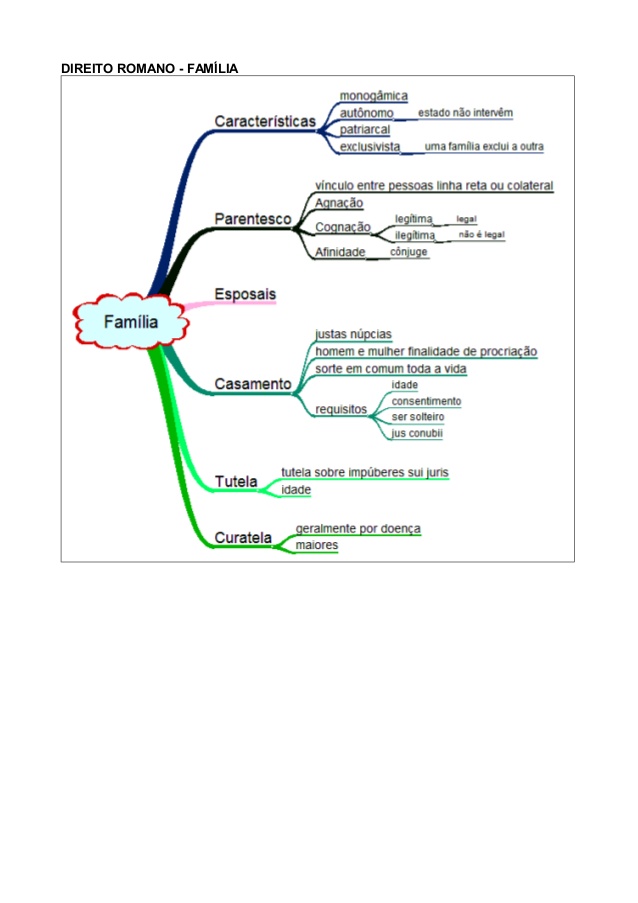 DIREITO ROMANO - FAMÍLIA
Família
Características
monogâmica
autônomo
estado não intervêm
patriarcal
exclusivista
uma família exclui a outra
Parentesco
vínculo entre pessoas linha reta ou colateral
Agnação
Cognação
legítima
legal
ilegítima
não é legal
Afinidade
cônjuge
Esposais
Casamento
justas núpcias
homem e mulher finalidade de procriação
sorte em comum toda a vida
requisitos
idade
consentimento
ser solteiro
jus conubii
Tutela
tutela sobre impúberes sui juris
idade
Curatela
geralmente por doença
maiores